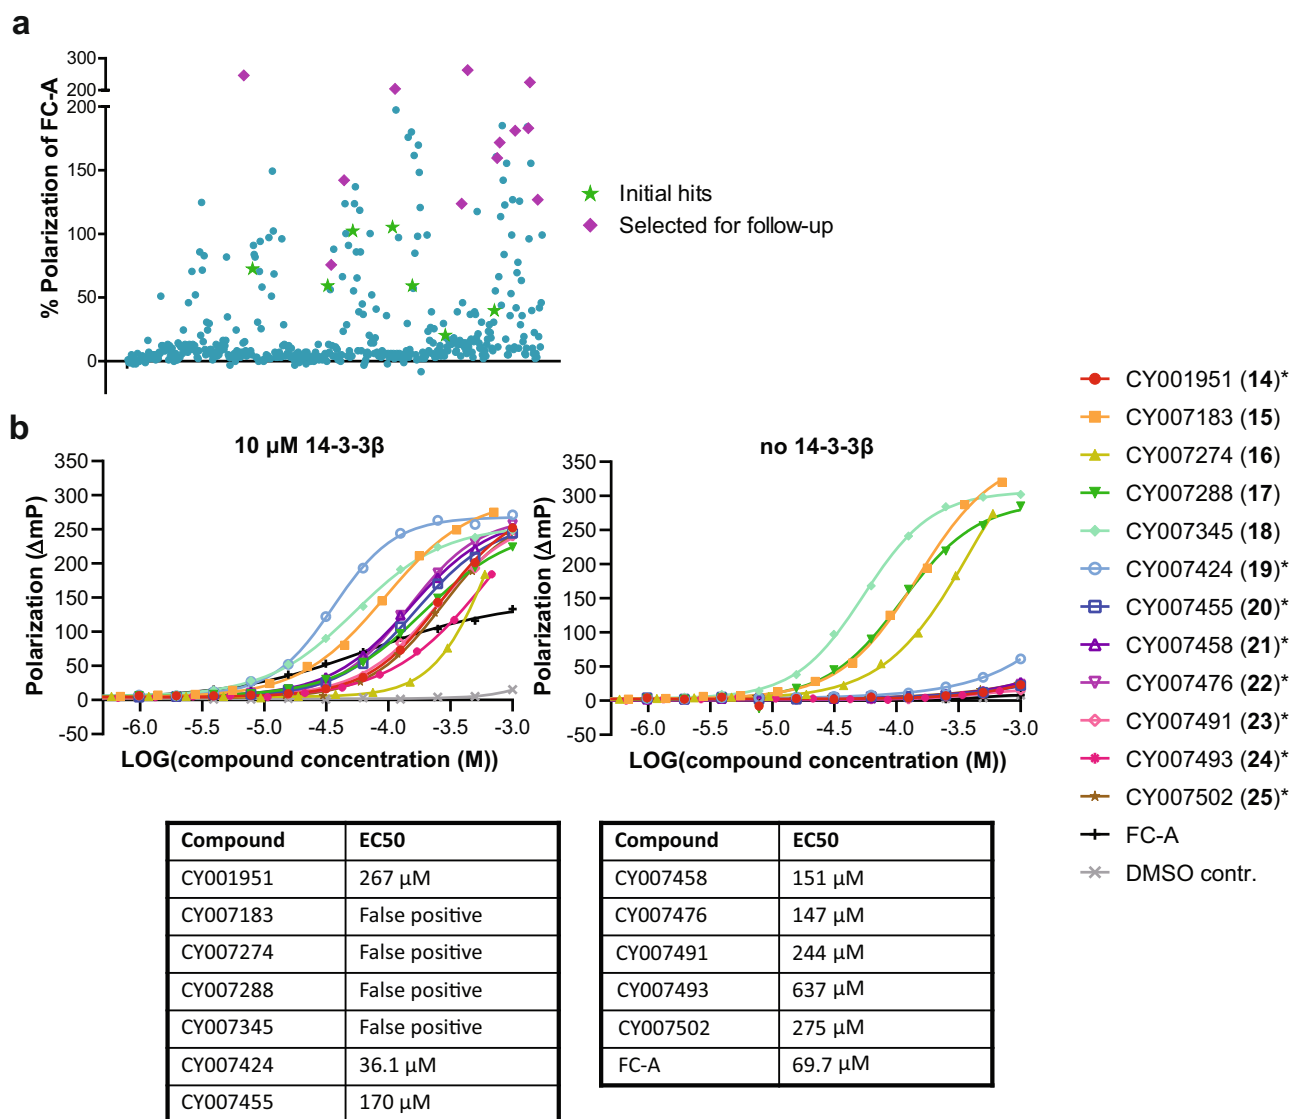 a
% Polarization of FC-A
300
200
200
150
100
50
0
Initial hits
Selected for follow-up
b
10 µM 14-3-3β
Polarization (ΔmP)
350
300
250
200
150
100
50
0
-50
-6.0 -5.5 -5.0 -4.5 -4.0 -3.5 -3.0
LOG(compound concentration (M))
no 14-3-3β
Polarization (ΔmP)
350
300
250
200
150
100
50
0
-50
-6.0 -5.5 -5.0 -4.5 -4.0 -3.5 -3.0
LOG(compound concentration (M))
CY001951 (14)*
CY007183 (15)
CY007274 (16)
CY007288 (17)
CY007345 (18)
CY007424 (19)*
CY007455 (20)*
CY007458 (21)*
CY007476 (22)*
CY007491 (23)*
CY007493 (24)*
CY007502 (25)*
FC-A
DMSO contr.
Compound EC50
CY001951 267 µM
CY007183 False positive
CY007274 False positive
CY007288 False positive
CY007345 False positive
CY007424 36.1 µM
CY007455 170 µM
Compound EC50
CY007458 151 µM
CY007476 147 µM
CY007491 244 µM
CY007493 637 µM
CY007502 275 µM
FC-A 69.7 µM